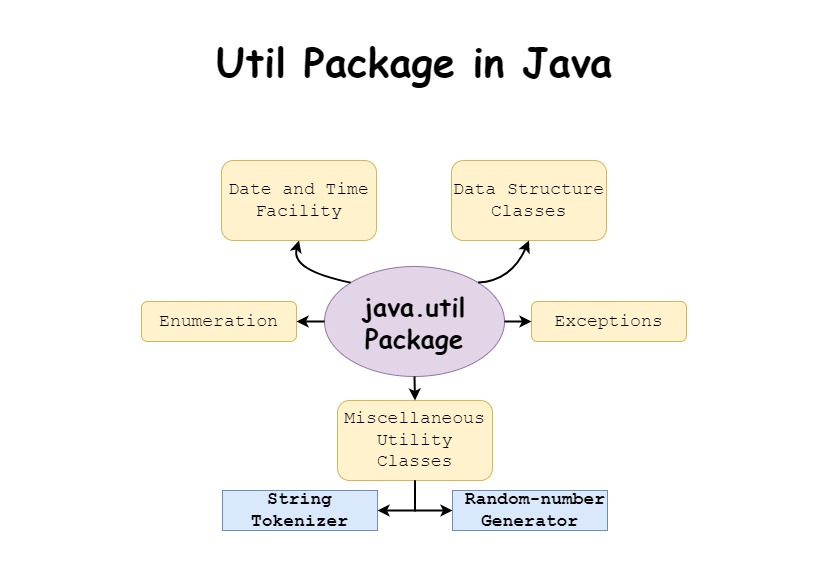 Util Package in Java
Date and Time
Facility
Data Structure
Classes
java.util
Package
Enumeration
Exceptions
Miscellaneous
Utility
Classes
String
Tokenizer
Random-number
Generator